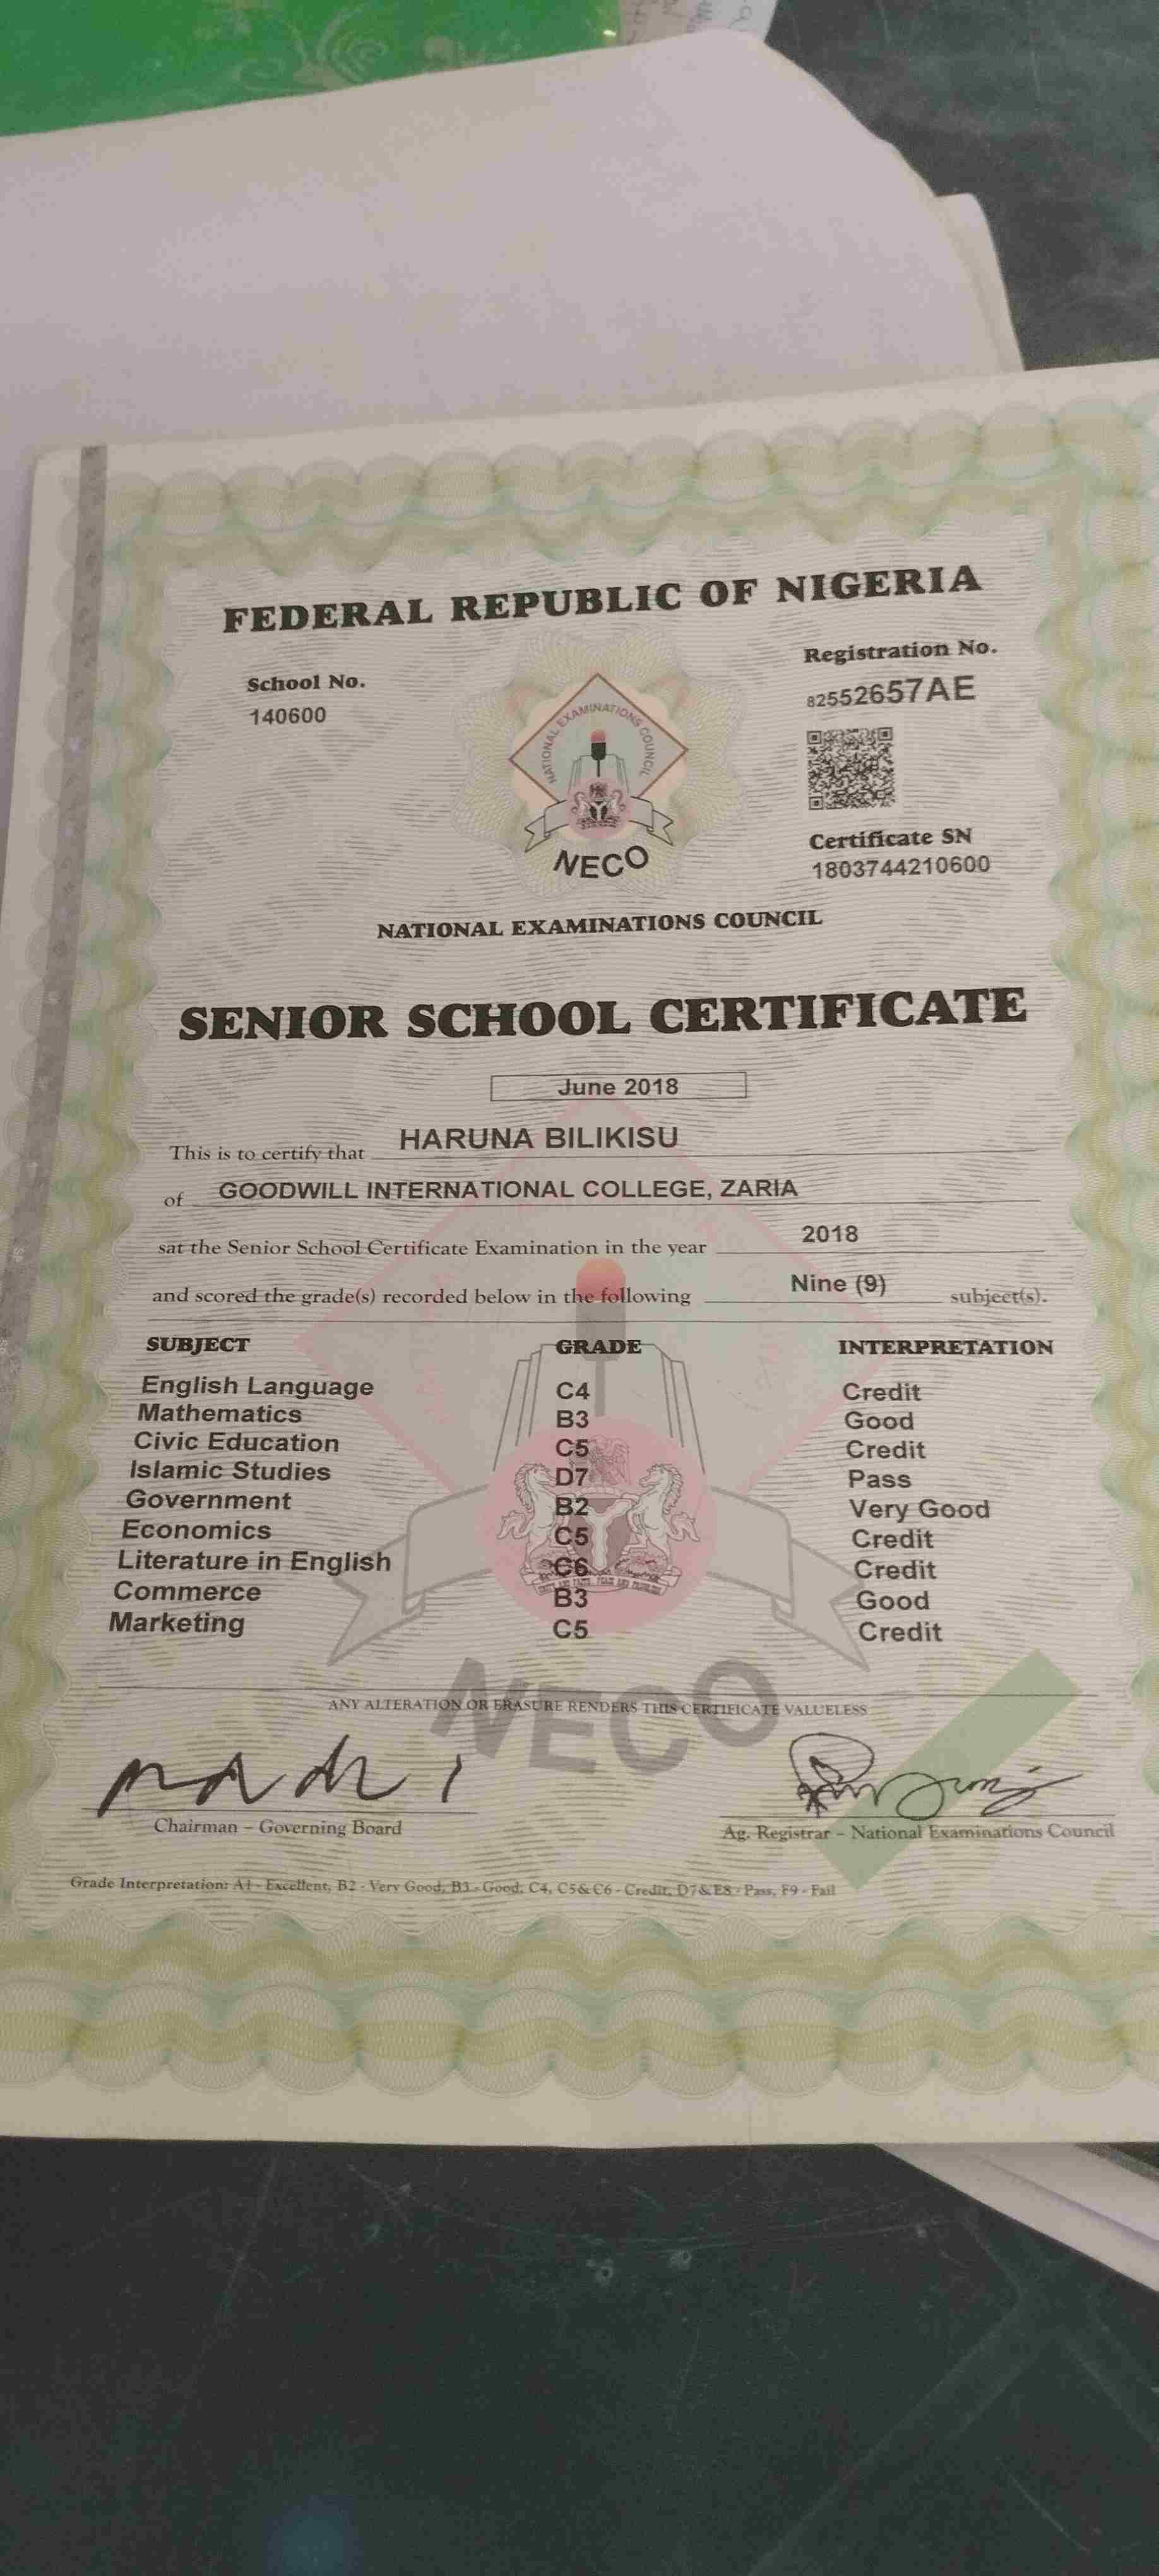 FEDERAL REPUBLIC OF NIGERIA
School No.
140600
Registration No.
82552657AE
NATIONAL EXAMINATIONS COUNCIL
NECO
Certificate SN
1803744210600
NATIONAL EXAMINATIONS COUNCIL
SENIOR SCHOOL CERTIFICATE
June 2018
This is to certify that HARUNA BILIKISU
of GOODWILL INTERNATIONAL COLLEGE, ZARIA
sat the Senior School Certificate Examination in the year 2018
and scored the grade(s) recorded below in the following Nine (9) subject(s).
SUBJECT GRADE INTERPRETATION
English Language C4 Credit
Mathematics B3 Good
Civic Education C5 Credit
Islamic Studies D7 Pass
Government B2 Very Good
Economics C5 Credit
Literature in English C6 Credit
Commerce B3 Good
Marketing C5 Credit
NECO
ANY ALTERATION OR ERASURE RENDERS THIS CERTIFICATE VALUELESS
Chairman – Governing Board
Ag. Registrar – National Examinations Council
Grade Interpretation: A1 - Excellent, B2 - Very Good, B3 - Good, C4, C5 & C6 - Credit, D7 & E8 - Pass, F9 - Fail